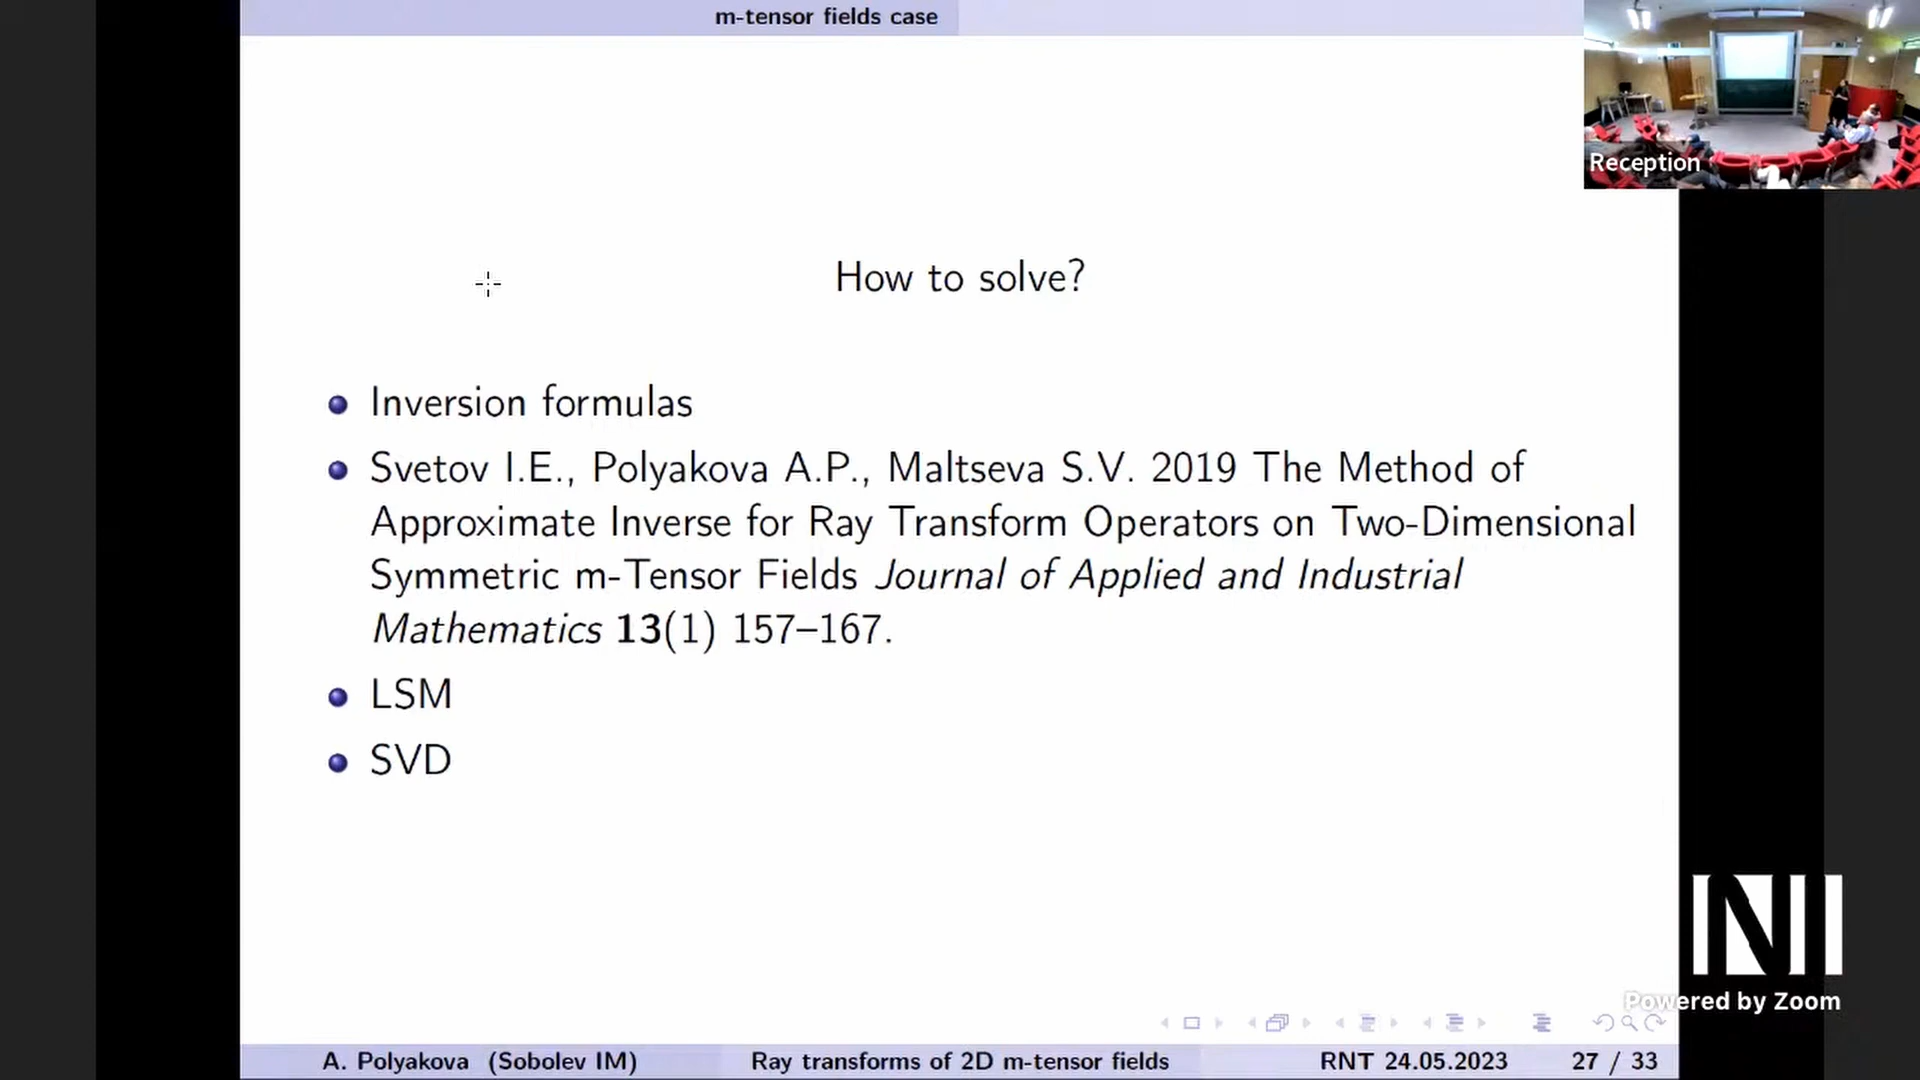 m-tensor fields case
Reception
How to solve?
Inversion formulas
Svetov I.E., Polyakova A.P., Maltseva S.V. 2019 The Method of
Approximate Inverse for Ray Transform Operators on Two-Dimensional
Symmetric m-Tensor Fields Journal of Applied and Industrial
Mathematics 13(1) 157–167.
LSM
SVD
NI
Powered by Zoom
A. Polyakova (Sobolev IM) Ray transforms of 2D m-tensor fields RNT 24.05.2023 27 / 33